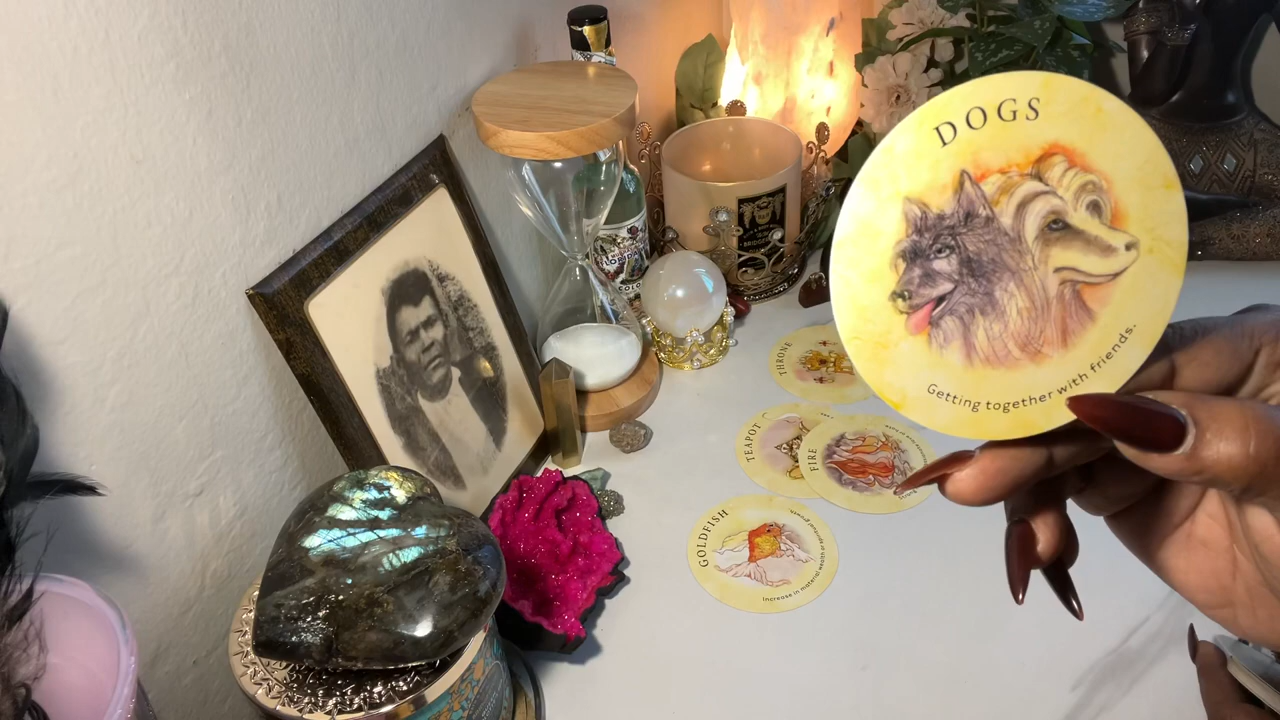 DOGS
Getting together with friends.
THRONE
TEAPOT
FIRE
GOLDFISH
Increase in material wealth or spiritual growth.